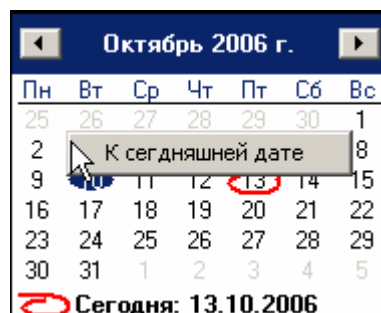 Октябрь 2006 г.
Пн Вт Ср Чт Пт Сб Вс
25 26 27 28 29 30 1
2 К сегдняшней дате 8
9 10 11 12 13 14 15
16 17 18 19 20 21 22
23 24 25 26 27 28 29
30 31 1 2 3 4 5
Сегодня: 13.10.2006